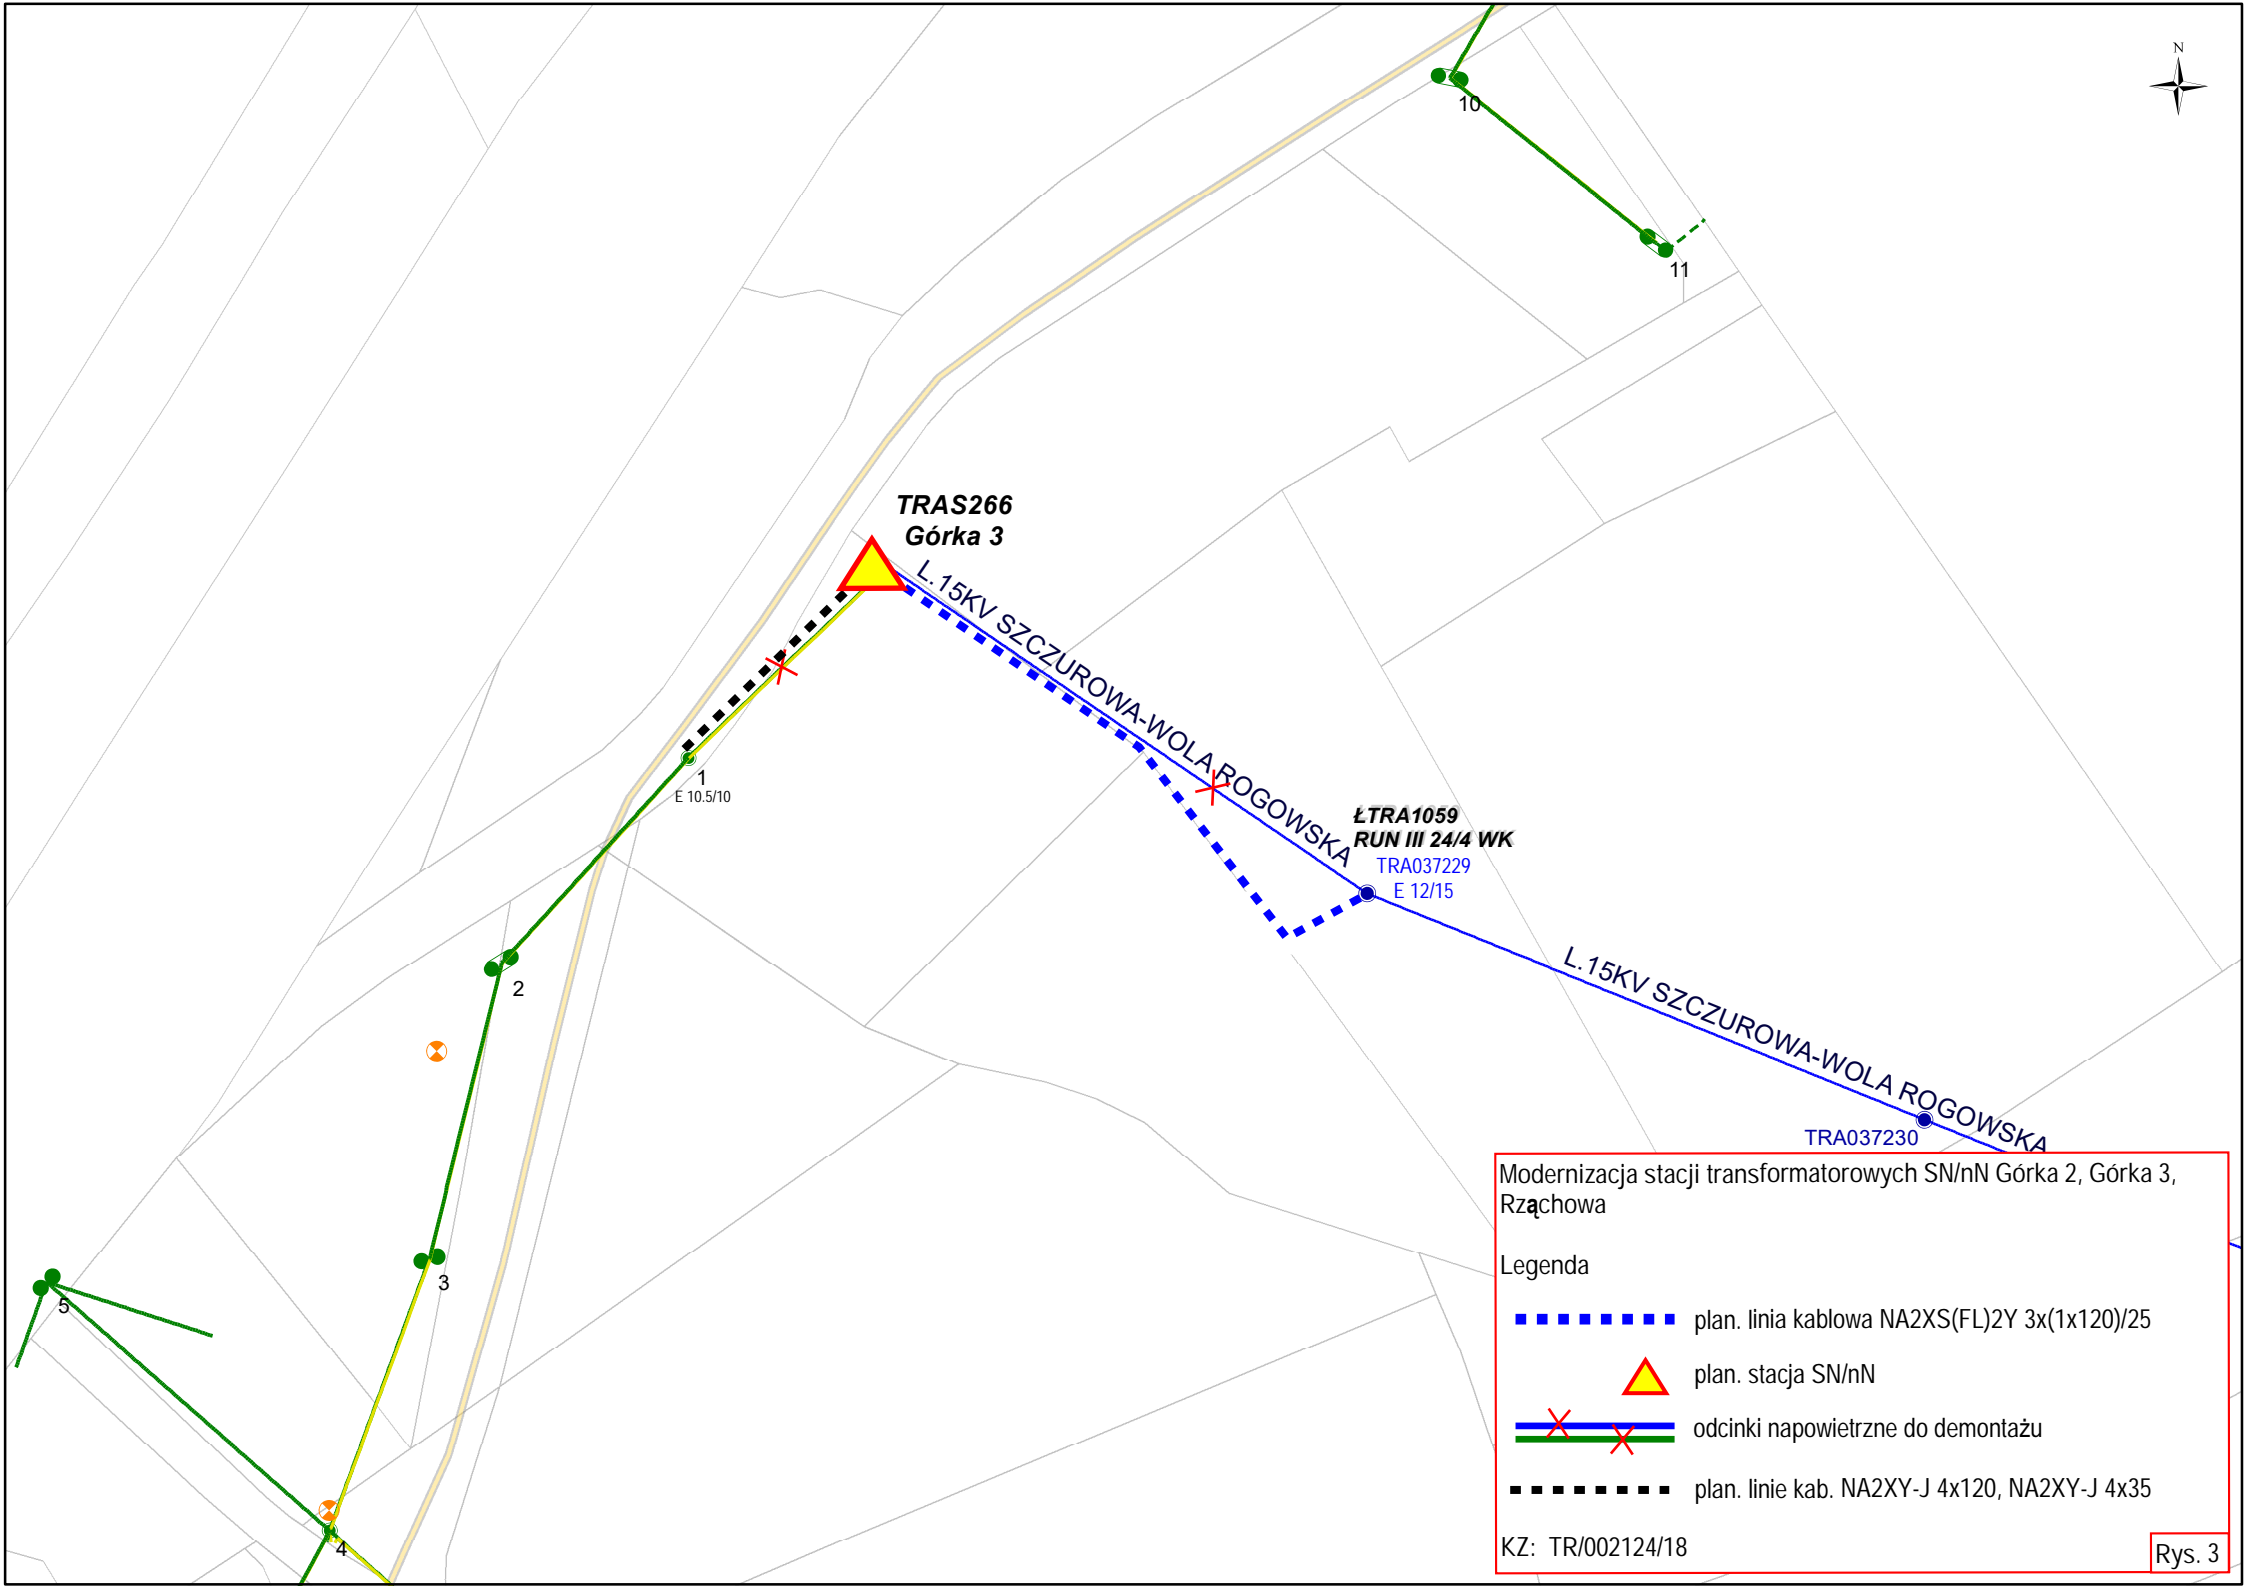 N
10
11
TRAS266
Górka 3
L.15KV SZCZUROWA-WOLA ROGOWSKA
1
E 10.5/10
ŁTRA1059
RUN III 24/4 WK
TRA037229
E 12/15
2
L.15KV SZCZUROWA-WOLA ROGOWSKA
TRA037230
3
5
4
Modernizacja stacji transformatorowych SN/nN Górka 2, Górka 3,
Rząchowa
Legenda
plan. linia kablowa NA2XS(FL)2Y 3x(1x120)/25
plan. stacja SN/nN
odcinki napowietrzne do demontażu
plan. linie kab. NA2XY-J 4x120, NA2XY-J 4x35
KZ: TR/002124/18
Rys. 3